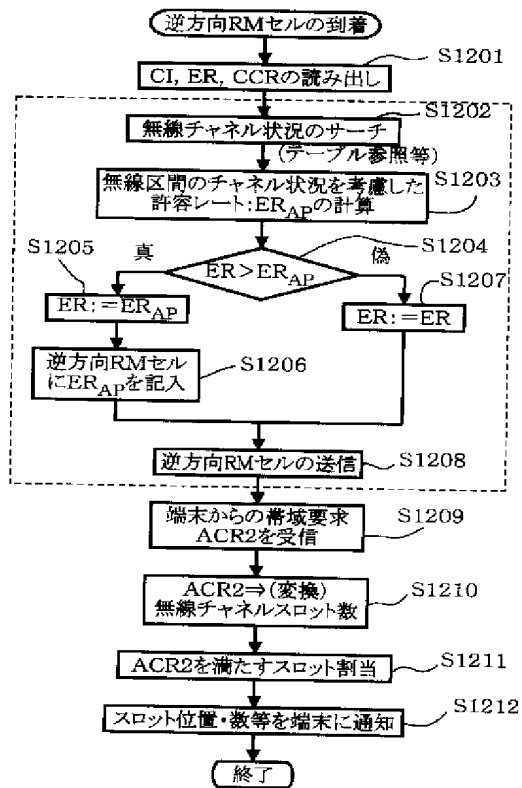 逆方向RMセルの到着
S1201
CI, ER, CCRの読み出し
S1202
無線チャネル状況のサーチ
(テーブル参照等)
S1203
無線区間のチャネル状況を考慮した
許容レート:ERAPの計算
S1204
S1205
真
偽
ER>ERAP
S1207
ER:=ERAP
ER:=ER
逆方向RMセル
にERAPを記入
S1206
逆方向RMセルの送信
S1208
端末からの帯域要求
ACR2を受信
S1209
ACR2⇒(変換)
無線チャネルスロット数
S1210
ACR2を満たすスロット割当
S1211
スロット位置・数等を端末に通知
S1212
終了